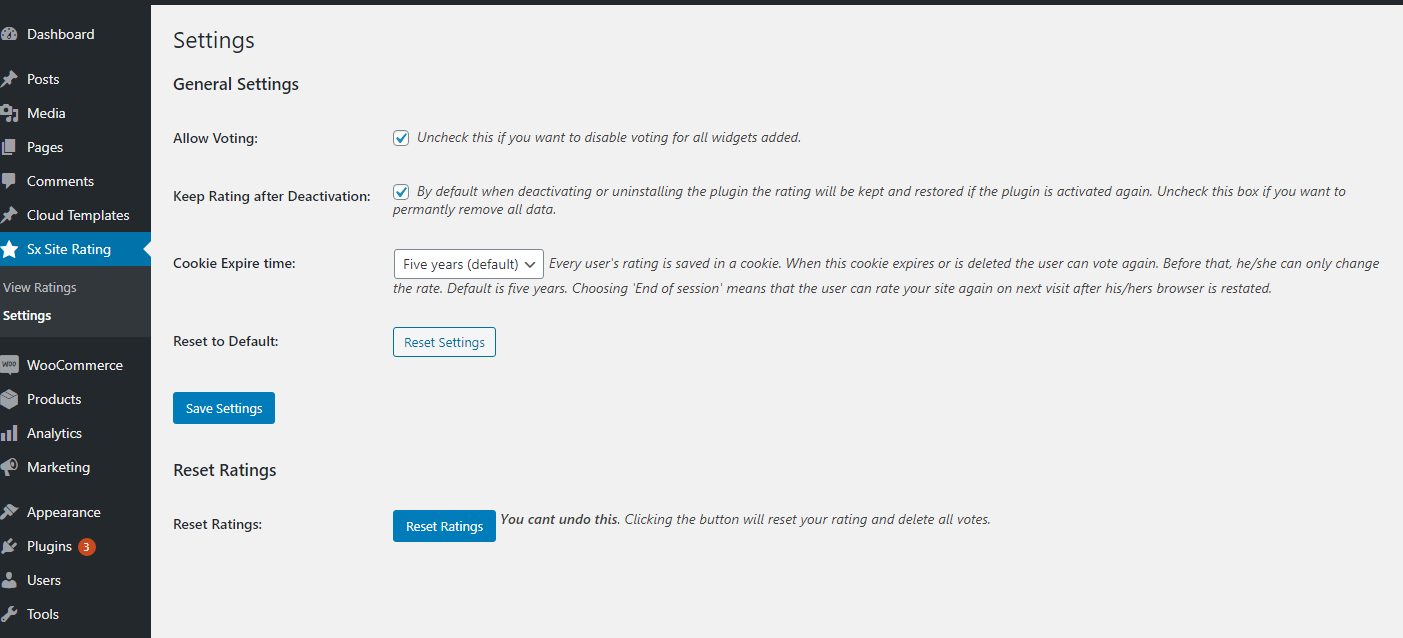 Dashboard
Posts
Media
Pages
Comments
Cloud Templates
Sx Site Rating
View Ratings
Settings
WOO WooCommerce
Products
Analytics
Marketing
Appearance
Plugins 3
Users
Tools
Settings
General Settings
Allow Voting: Uncheck this if you want to disable voting for all widgets added.
Keep Rating after Deactivation: By default when deactivating or uninstalling the plugin the rating will be kept and restored if the plugin is activated again. Uncheck this box if you want to
permantly remove all data.
Cookie Expire time: Five years (default) Every user's rating is saved in a cookie. When this cookie expires or is deleted the user can vote again. Before that, he/she can only change
the rate. Default is five years. Choosing 'End of session' means that the user can rate your site again on next visit after his/hers browser is restated.
Reset to Default: Reset Settings
Save Settings
Reset Ratings
Reset Ratings: Reset Ratings You cant undo this. Clicking the button will reset your rating and delete all votes.